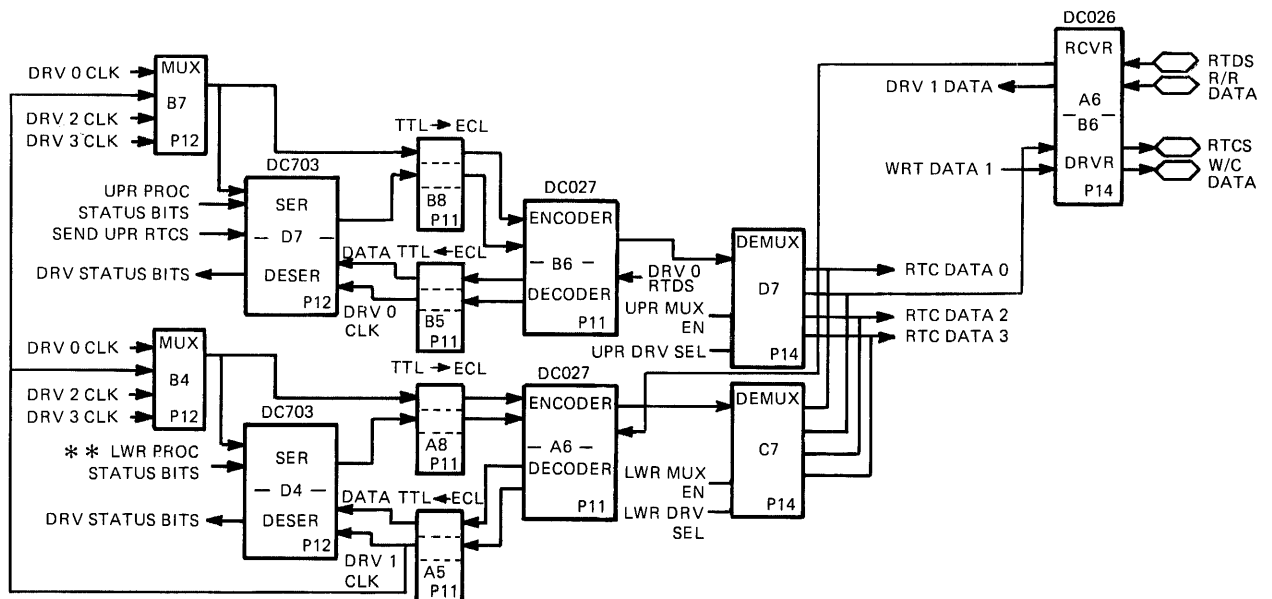 DC026
RCVR
A6
B6
DRVR
P14
RTDS
R/R
DATA
RTCS
W/C
DATA
DRV 1 DATA
WRT DATA 1
DRV 0 CLK
DRV 2 CLK
DRV 3 CLK
MUX
B7
P12
UPR PROC
STATUS BITS
SEND UPR RTCS
DRV STATUS BITS
DC703
SER
D7
DESER
P12
TTL → ECL
B8
P11
DATA TTL ← ECL
DRV 0
CLK
B5
P11
DC027
ENCODER
B6
DECODER
P11
DRV 0
RTDS
UPR MUX
EN
UPR DRV SEL
DEMUX
D7
P14
RTC DATA 0
RTC DATA 2
RTC DATA 3
DRV 0 CLK
DRV 2 CLK
DRV 3 CLK
MUX
B4
P12
** LWR PROC
STATUS BITS
DRV STATUS BITS
DC703
SER
D4
DESER
P12
TTL → ECL
A8
P11
DATA TTL ← ECL
DRV 1
CLK
A5
P11
DC027
ENCODER
A6
DECODER
P11
LWR MUX
EN
LWR DRV
SEL
DEMUX
C7
P14